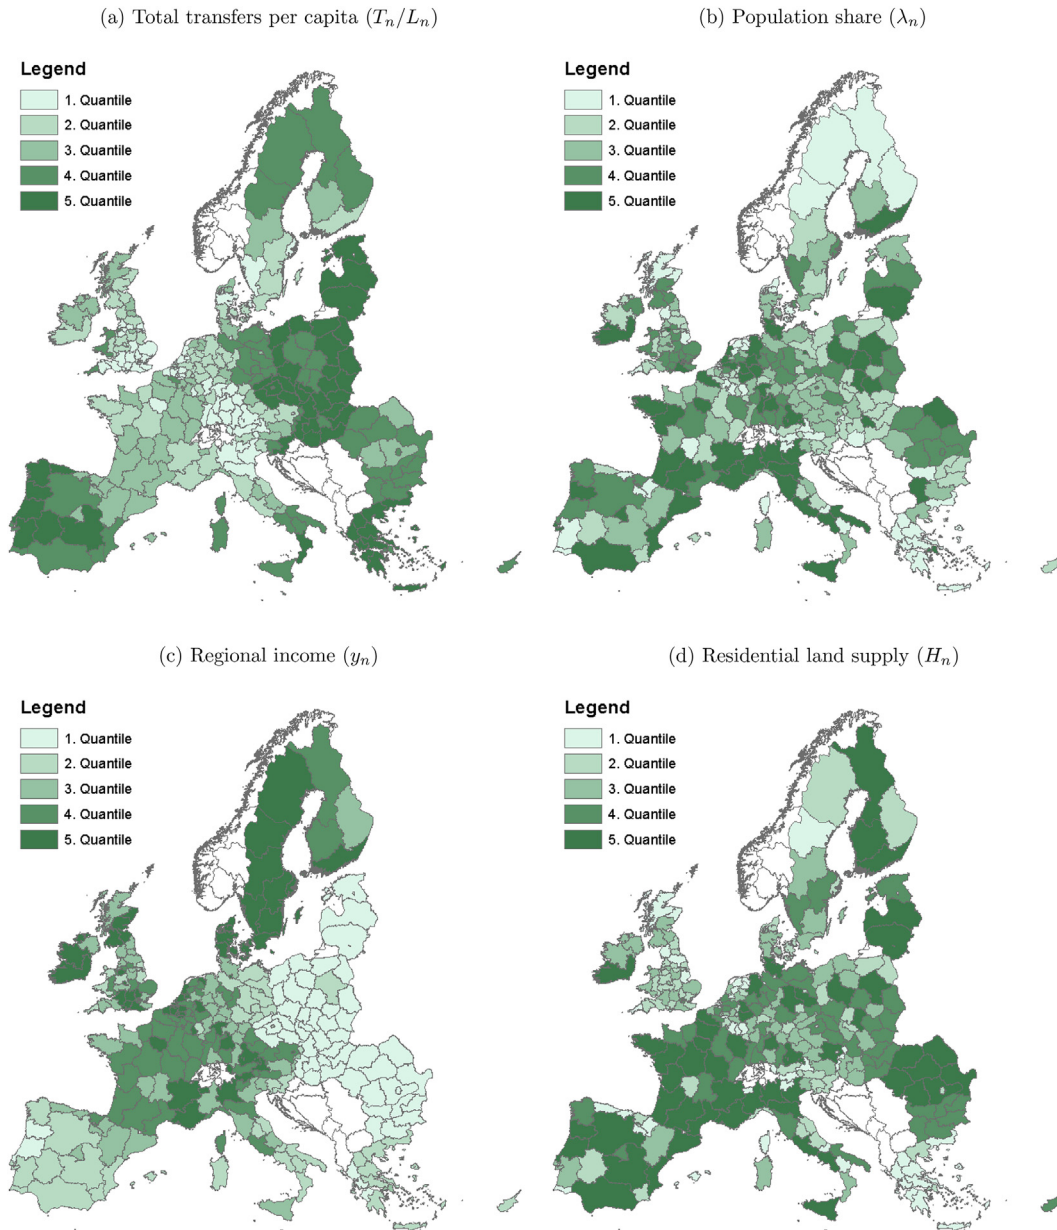 (a) Total transfers per capita (Tₙ/Lₙ)
Legend
1. Quantile
2. Quantile
3. Quantile
4. Quantile
5. Quantile
(b) Population share (λₙ)
Legend
1. Quantile
2. Quantile
3. Quantile
4. Quantile
5. Quantile
(c) Regional income (yₙ)
Legend
1. Quantile
2. Quantile
3. Quantile
4. Quantile
5. Quantile
(d) Residential land supply (Hₙ)
Legend
1. Quantile
2. Quantile
3. Quantile
4. Quantile
5. Quantile